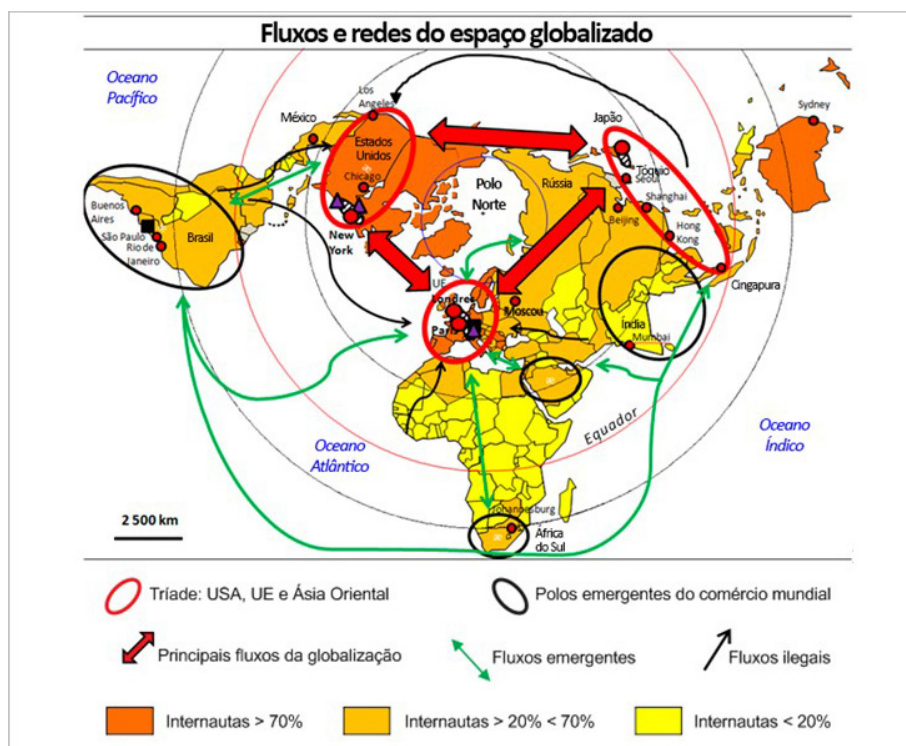 Fluxos e redes do espaço globalizado
Oceano
Pacífico
Los
Angeles
México
Japão
Sydney
Estados
Unidos
Chicago
Polo
Norte
Rússia
Tóquio
Seoul
Shanghai
Beijing
Buenos
Aires
São Paulo
Rio de
Janeiro
Brasil
New
York
Hong
Kong
Cingapura
UE
Londres
Paris
Moscou
Índia
Mumbai
Equador
Oceano
Atlântico
Oceano
Índico
Johannesburg
África
do Sul
2 500 km
Tríade: USA, UE e Ásia Oriental
Polos emergentes do comércio mundial
Principais fluxos da globalização
Fluxos emergentes
Fluxos ilegais
Internautas > 70%
Internautas > 20% < 70%
Internautas < 20%